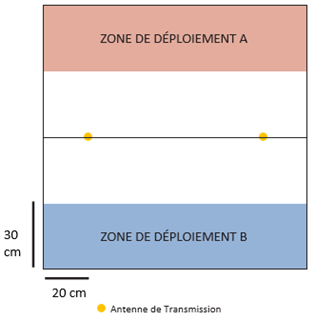 ZONE DE DÉPLOIEMENT A
ZONE DE DÉPLOIEMENT B
30
cm
20 cm
Antenne de Transmission